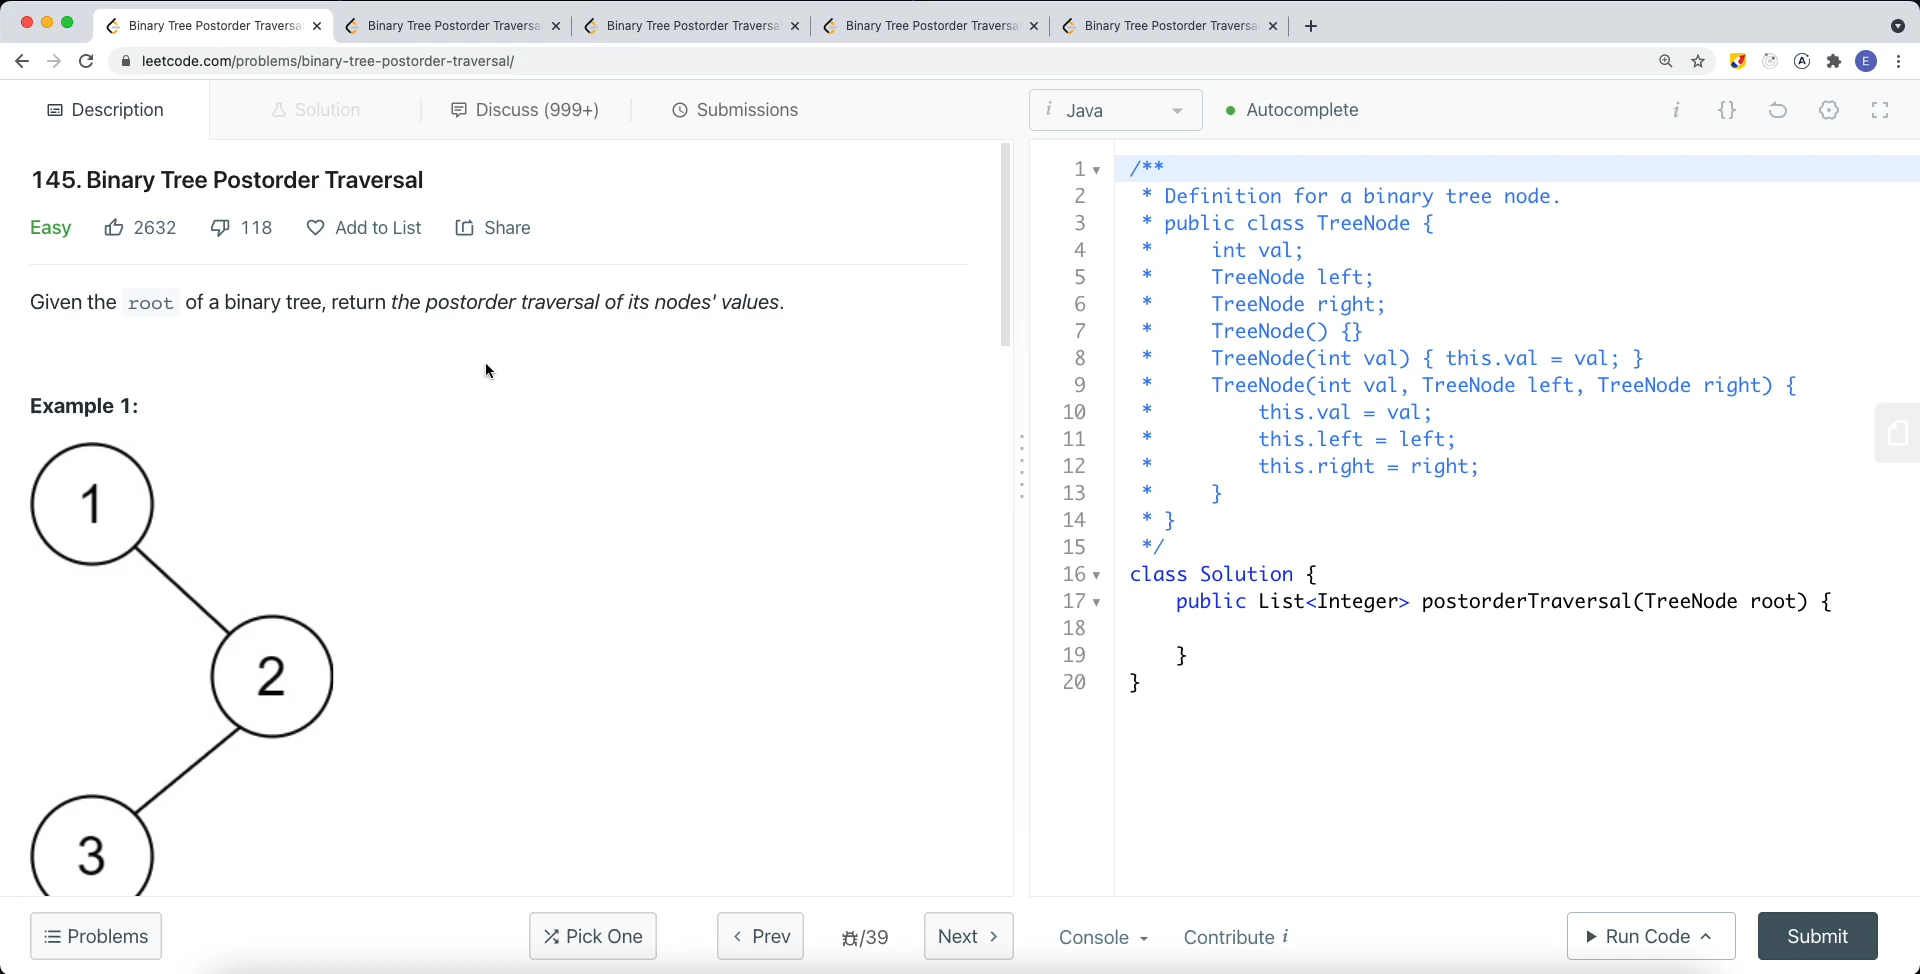 Binary Tree Postorder Traversa
Binary Tree Postorder Traversa
Binary Tree Postorder Traversa
Binary Tree Postorder Traversa
Binary Tree Postorder Traversa
leetcode.com/problems/binary-tree-postorder-traversal/
E
Description
Solution
Discuss (999+)
Submissions
i Java
Autocomplete
i {}
145. Binary Tree Postorder Traversal
Easy 2632 118 Add to List Share
Given the root of a binary tree, return the postorder traversal of its nodes' values.
Example 1:
1
2
3
1 /**
2 * Definition for a binary tree node.
3 * public class TreeNode {
4 *     int val;
5 *     TreeNode left;
6 *     TreeNode right;
7 *     TreeNode() {}
8 *     TreeNode(int val) { this.val = val; }
9 *     TreeNode(int val, TreeNode left, TreeNode right) {
10 *         this.val = val;
11 *         this.left = left;
12 *         this.right = right;
13 *     }
14 * }
15 */
16 class Solution {
17     public List<Integer> postorderTraversal(TreeNode root) {
18
19     }
20 }
Problems
Pick One
Prev
/39
Next
Console
Contribute i
Run Code
Submit